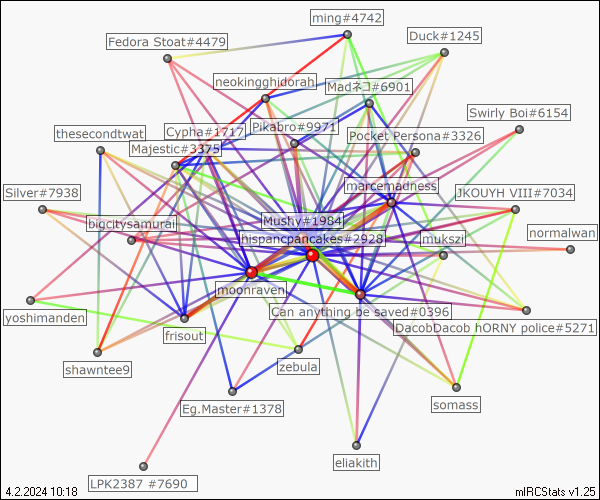 ming#4742
Duck#1245
Fedora Stoat#4479
neokingghidorah
Madネコ#6901
Swirly Boi#6154
thesecondtwat
Cypha#1717
Pikabro#9971
Pocket Persona#3326
Majestic#3375
marcemadness
Silver#7938
JKOUYH VIII#7034
bigcitysamurai
Mushy#1984
normalwan
hispancpancakes#2928
mukszi
moonraven
yoshimanden
Can anything be saved#0396
DacobDacob hORNY police#5271
frisout
shawntee9
zebula
Eg.Master#1378
somass
eliakith
LPK2387 #7690
4.2.2024 10:18
mIRCStats v1.25